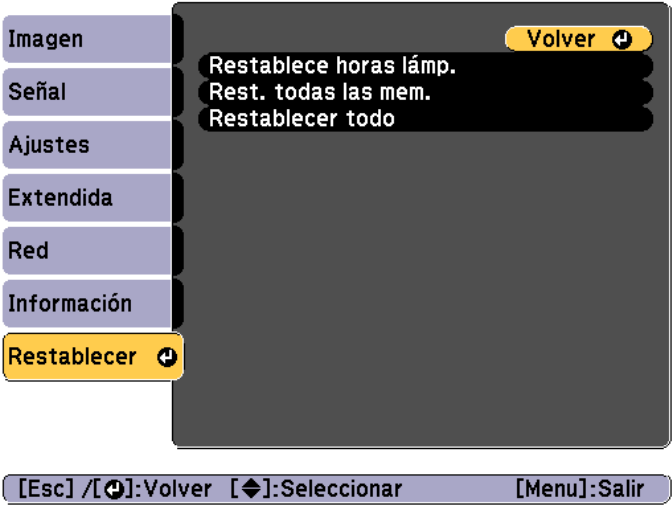 Imagen
Señal
Ajustes
Extendida
Red
Información
Restablecer
Volver
Restablece horas lámp.
Rest. todas las mem.
Restablecer todo
[Esc] /[⏎]:Volver [◆]:Seleccionar [Menu]:Salir